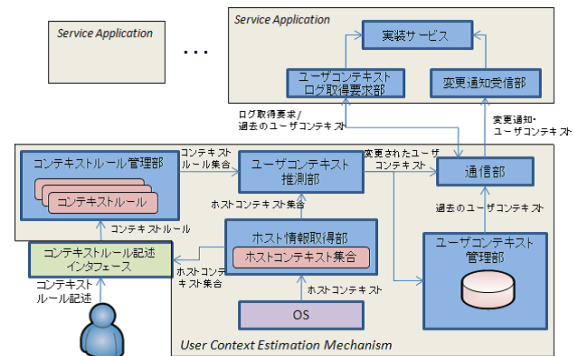 Service Application
...
Service Application
実装サービス
ユーザコンテキスト
ログ取得要求部
変更通知受信部
ログ取得要求/
過去のユーザコンテキスト
変更通知・
ユーザコンテキスト
コンテキストルール管理部
コンテキストルール
コンテキスト
ルール集合
ユーザコンテキスト
推測部
変更されたユーザ
コンテキスト
通信部
コンテキストルール
ホストコンテキスト集合
過去のユーザコンテキスト
ホスト情報取得部
ホストコンテキスト集合
ユーザコンテキスト
管理部
コンテキストルール記述
インタフェース
ホストコンテ
キスト集合
ホストコンテキスト
コンテキスト
ルール記述
OS
User Context Estimation Mechanism